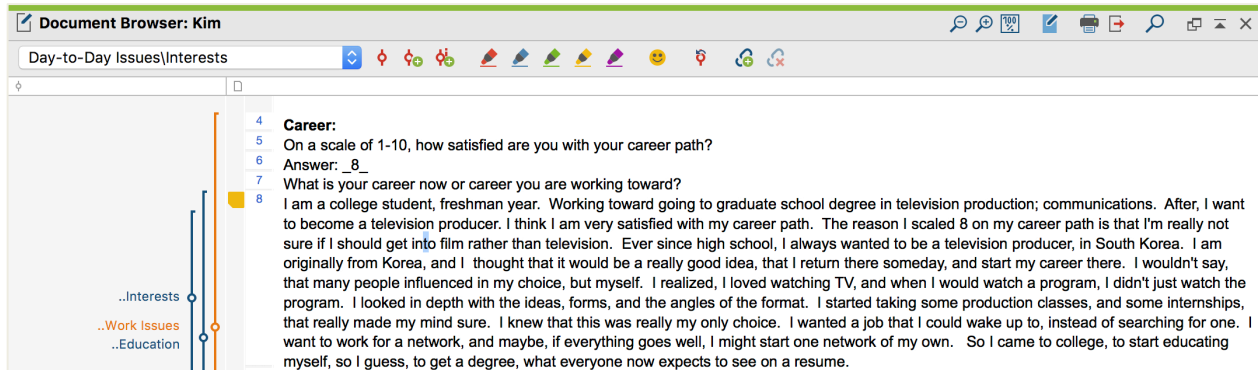 Document Browser: Kim
100 %
Day-to-Day Issues\Interests
4 Career:
5 On a scale of 1-10, how satisfied are you with your career path?
6 Answer: _8_
7 What is your career now or career you are working toward?
8 I am a college student, freshman year.  Working toward going to graduate school degree in television production; communications.  After, I want
to become a television producer. I think I am very satisfied with my career path.  The reason I scaled 8 on my career path is that I'm really not
sure if I should get into film rather than television.  Ever since high school, I always wanted to be a television producer, in South Korea.  I am
originally from Korea, and I  thought that it would be a really good idea, that I return there someday, and start my career there.  I wouldn't say,
that many people influenced in my choice, but myself.  I realized, I loved watching TV, and when I would watch a program, I didn't just watch the
program.  I looked in depth with the ideas, forms, and the angles of the format.  I started taking some production classes, and some internships,
that really made my mind sure.  I knew that this was really my only choice.  I wanted a job that I could wake up to, instead of searching for one.  I
want to work for a network, and maybe, if everything goes well, I might start one network of my own.   So I came to college, to start educating
myself, so I guess, to get a degree, what everyone now expects to see on a resume.
..Interests
..Work Issues
..Education